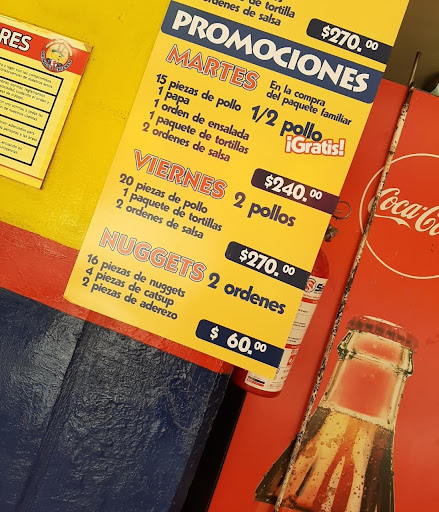 paquete de tortilla
ordenes de salsa
$270.00
PROMOCIONES
MARTES
En la compra
del paquete familiar
1/2 pollo
¡Gratis!
15 piezas de pollo
1 papa
1 orden de ensalada
1 paquete de tortillas
2 ordenes de salsa
$240.00
VIERNES
2 pollos
20 piezas de pollo
1 paquete de tortillas
2 ordenes de salsa
$270.00
NUGGETS
2 ordenes
16 piezas de nuggets
4 piezas de catsup
2 piezas de aderezo
$ 60.00
RES
Coca-Cola